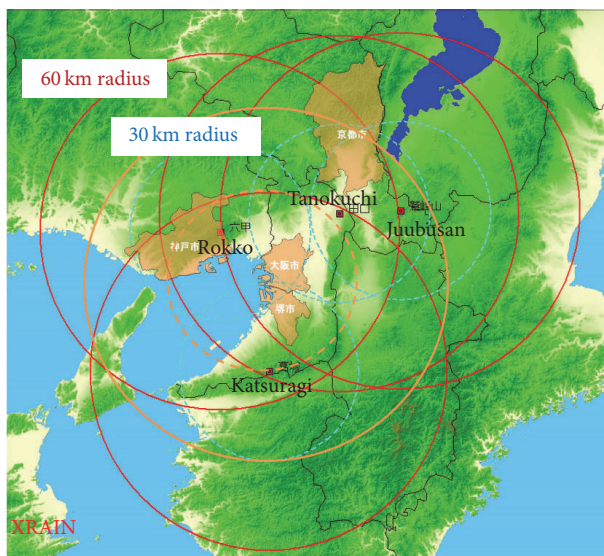 60 km radius
30 km radius
京都市
Tanokuchi
田口
鷲峰山
Juubusan
六甲
Rokko
神戸市
大阪市
堺市
葛城
Katsuragi
XRAIN